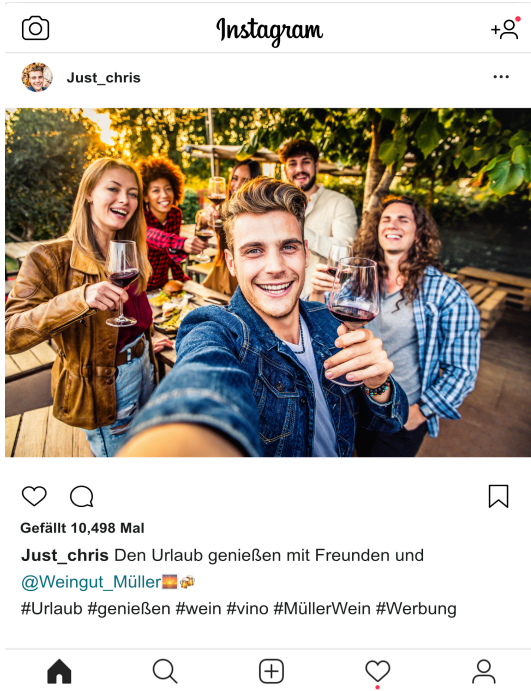 Instagram
Just_chris
Gefällt 10,498 Mal
Just_chris Den Urlaub genießen mit Freunden und
@Weingut_Müller🌇🍻
#Urlaub #genießen #wein #vino #MüllerWein #Werbung